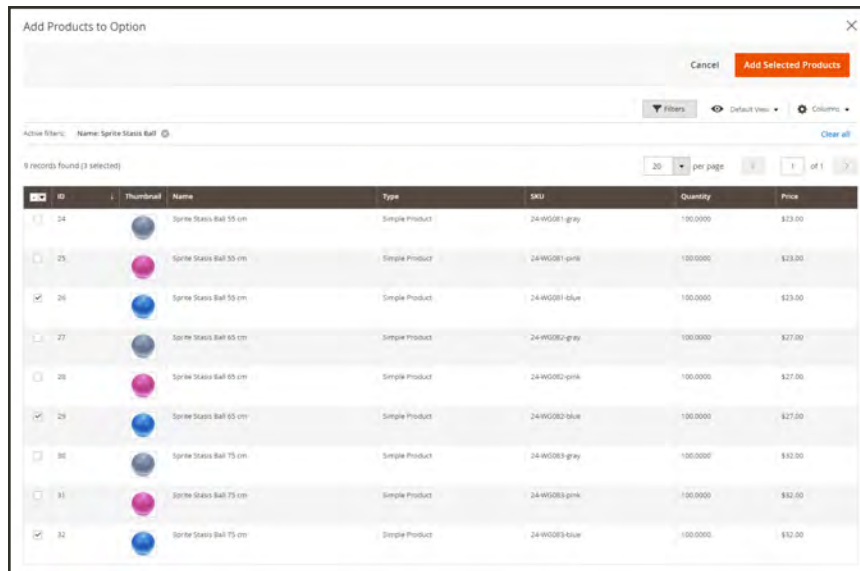 Add Products to Option
Cancel Add Selected Products
Filters Default View Columns
Active filters: Name: Sprite Stasis Ball Clear all
9 records found (3 selected) 20 per page 1 of 1
ID Thumbnail Name Type SKU Quantity Price
24 Sprite Stasis Ball 55 cm Simple Product 24-WG081-gray 100.0000 $23.00
25 Sprite Stasis Ball 55 cm Simple Product 24-WG081-pink 100.0000 $23.00
26 Sprite Stasis Ball 55 cm Simple Product 24-WG081-blue 100.0000 $23.00
27 Sprite Stasis Ball 65 cm Simple Product 24-WG082-gray 100.0000 $27.00
28 Sprite Stasis Ball 65 cm Simple Product 24-WG082-pink 100.0000 $27.00
29 Sprite Stasis Ball 65 cm Simple Product 24-WG082-blue 100.0000 $27.00
30 Sprite Stasis Ball 75 cm Simple Product 24-WG083-gray 100.0000 $32.00
31 Sprite Stasis Ball 75 cm Simple Product 24-WG083-pink 100.0000 $32.00
32 Sprite Stasis Ball 75 cm Simple Product 24-WG083-blue 100.0000 $32.00